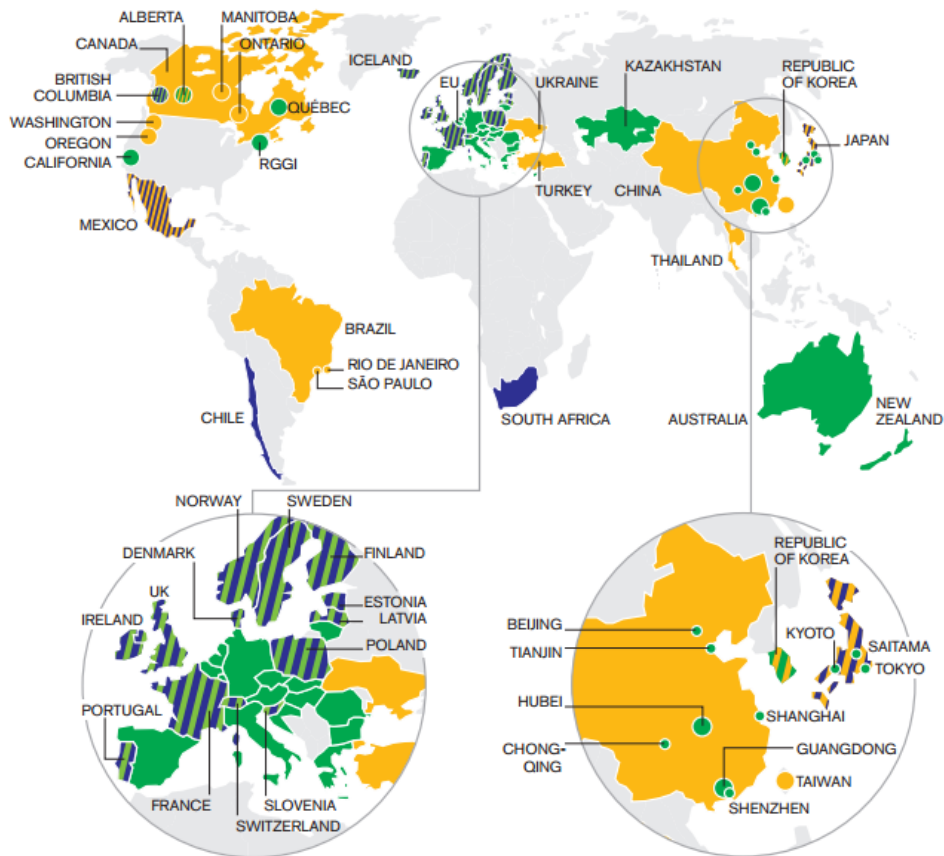 ALBERTA
MANITOBA
CANADA
ONTARIO
ICELAND
KAZAKHSTAN
REPUBLIC
OF KOREA
BRITISH
COLUMBIA
EU
UKRAINE
QUÉBEC
WASHINGTON
JAPAN
OREGON
CALIFORNIA
RGGI
TURKEY
CHINA
MEXICO
THAILAND
BRAZIL
RIO DE JANEIRO
SÃO PAULO
CHILE
SOUTH AFRICA
AUSTRALIA
NEW
ZEALAND
NORWAY
SWEDEN
DENMARK
FINLAND
UK
IRELAND
ESTONIA
LATVIA
POLAND
PORTUGAL
FRANCE
SLOVENIA
SWITZERLAND
REPUBLIC
OF KOREA
BEIJING
TIANJIN
KYOTO
SAITAMA
TOKYO
HUBEI
SHANGHAI
CHONG-
QING
GUANGDONG
TAIWAN
SHENZHEN